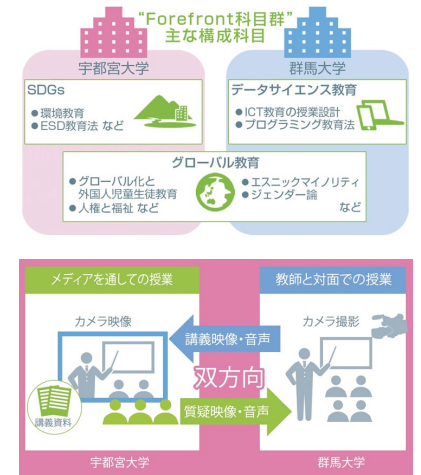 “Forefront科目群”
主な構成科目
宇都宮大学
群馬大学
SDGs
●環境教育
●ESD教育法 など
データサイエンス教育
●ICT教育の授業設計
●プログラミング教育法
グローバル教育
●グローバル化と
外国人児童生徒教育
●人権と福祉 など
●エスニックマイノリティ
●ジェンダー論
など
メディアを通しての授業
教師と対面での授業
カメラ映像
講義映像・音声
カメラ撮影
双方向
質疑映像・音声
講義資料
宇都宮大学
群馬大学